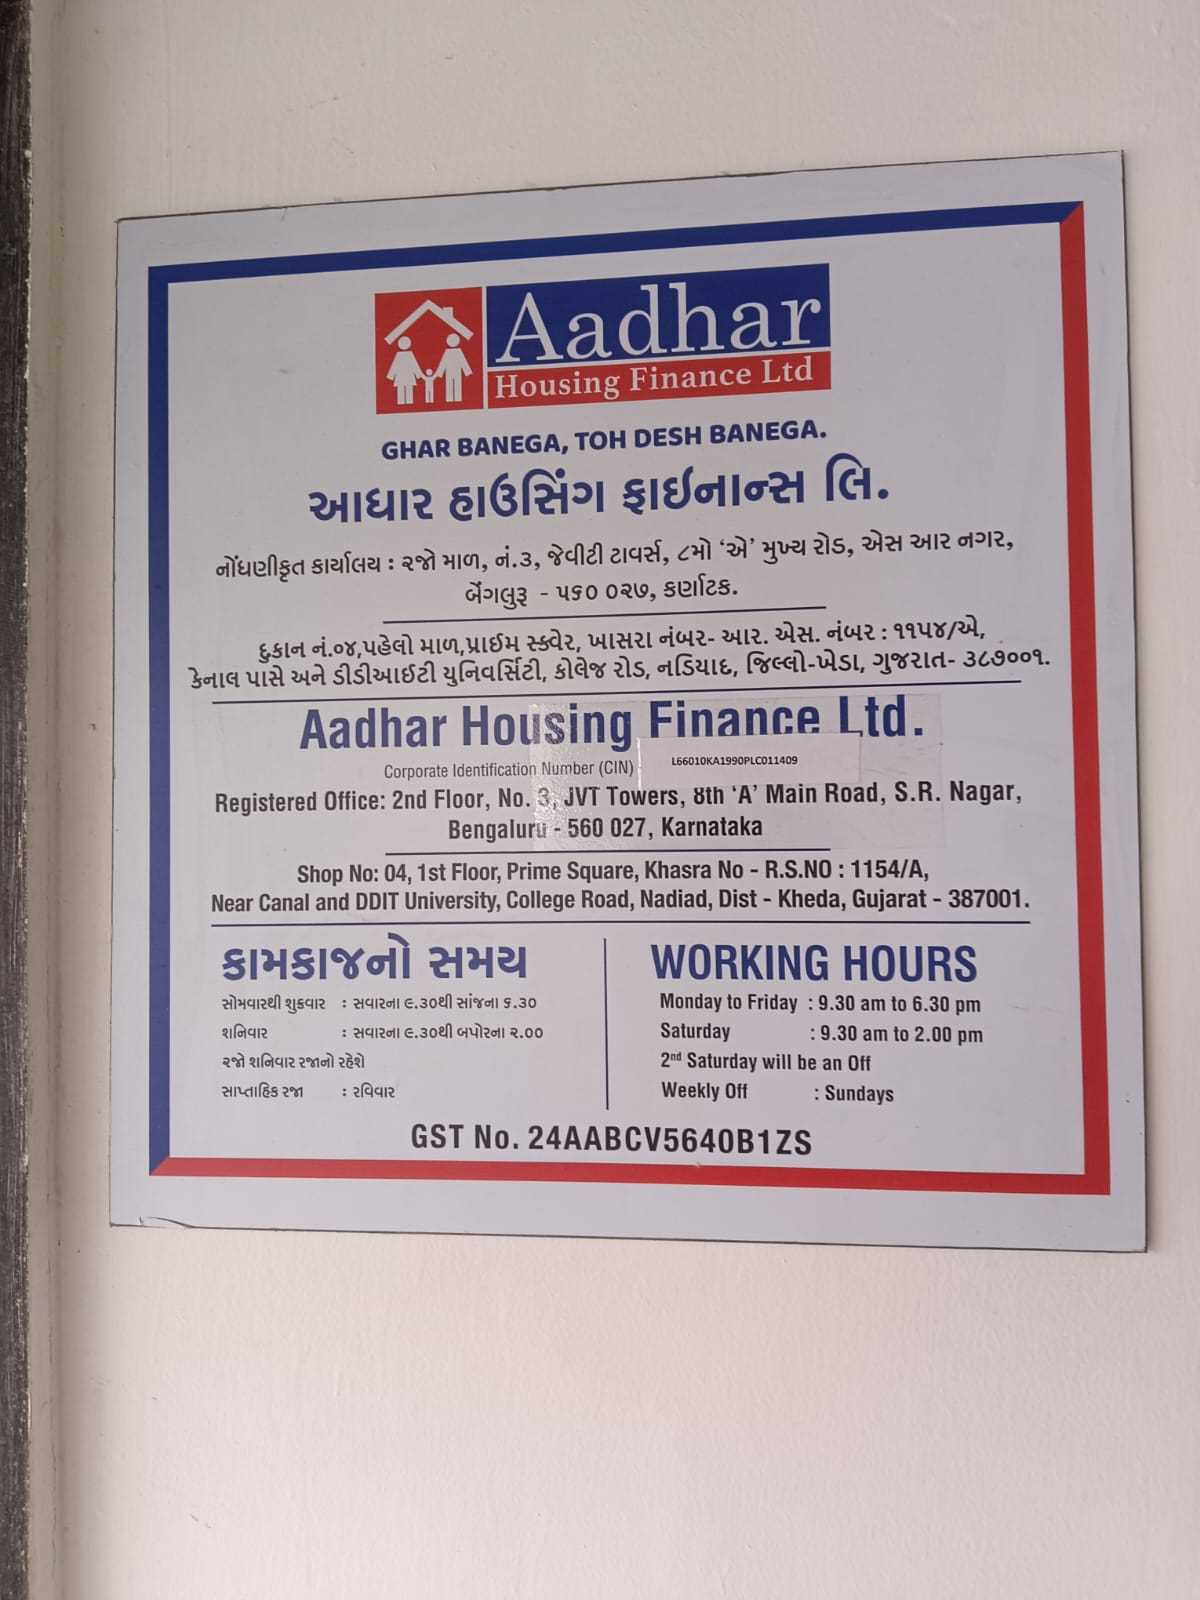 Aadhar
Housing Finance Ltd
GHAR BANEGA, TOH DESH BANEGA.
આધાર હાઉસિંગ ફાઇનાન્સ લિ.
નોંધણીકૃત કાર્યાલય : ૨જો માળ, નં.૩, જેવીટી ટાવર્સ, ૮મો ‘એ’ મુખ્ય રોડ, એસ આર નગર,
બેંગલુરૂ - ૫૬૦ ૦૨૭, કર્ણાટક.
દુકાન નં.૦૪,પહેલો માળ,પ્રાઈમ સ્ક્વેર, ખાસરા નંબર- આર. એસ. નંબર : ૧૧૫૪/એ,
કેનાલ પાસે અને ડીડીઆઈટી યુનિવર્સિટી, કોલેજ રોડ, નડિયાદ, જિલ્લો-ખેડા, ગુજરાત- ૩૮૭૦૦૧.
Aadhar Housing Finance Ltd.
Corporate Identification Number (CIN) L66010KA1990PLC011409
Registered Office: 2nd Floor, No. 3, JVT Towers, 8th ‘A’ Main Road, S.R. Nagar,
Bengaluru - 560 027, Karnataka
Shop No: 04, 1st Floor, Prime Square, Khasra No - R.S.NO : 1154/A,
Near Canal and DDIT University, College Road, Nadiad, Dist - Kheda, Gujarat - 387001.
કામકાજનો સમય
સોમવારથી શુક્રવાર : સવારના ૯.૩૦થી સાંજના ૬.૩૦
શનિવાર : સવારના ૯.૩૦થી બપોરના ૨.૦૦
૨જો શનિવાર રજાનો રહેશે
સાપ્તાહિક રજા : રવિવાર
WORKING HOURS
Monday to Friday : 9.30 am to 6.30 pm
Saturday : 9.30 am to 2.00 pm
2nd Saturday will be an Off
Weekly Off : Sundays
GST No. 24AABCV5640B1ZS